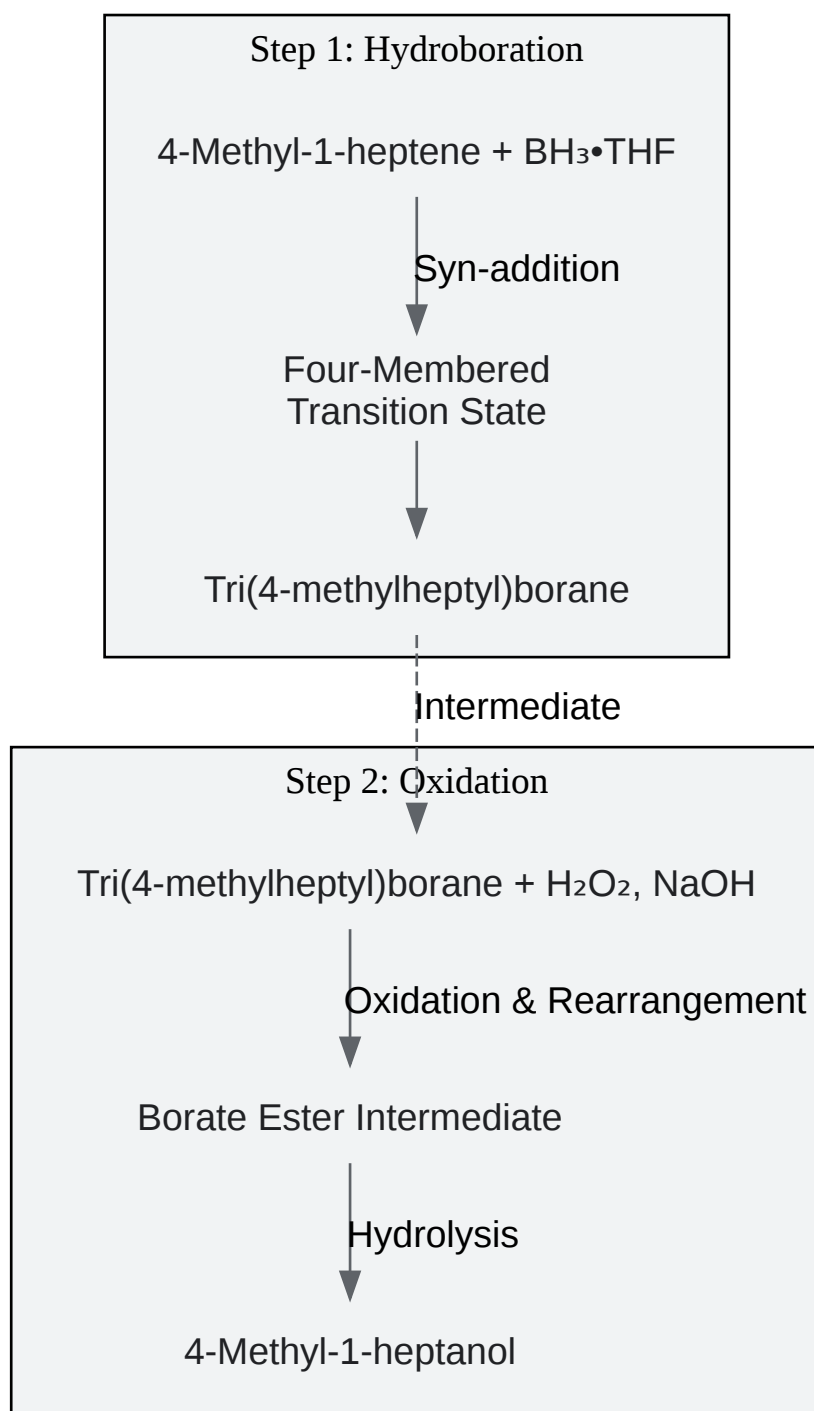 Step 1: Hydroboration
4-Methyl-1-heptene + BH₃•THF
Syn-addition
Four-Membered
Transition State
Tri(4-methylheptyl)borane
Intermediate
Step 2: Oxidation
Tri(4-methylheptyl)borane + H₂O₂, NaOH
Oxidation & Rearrangement
Borate Ester Intermediate
Hydrolysis
4-Methyl-1-heptanol